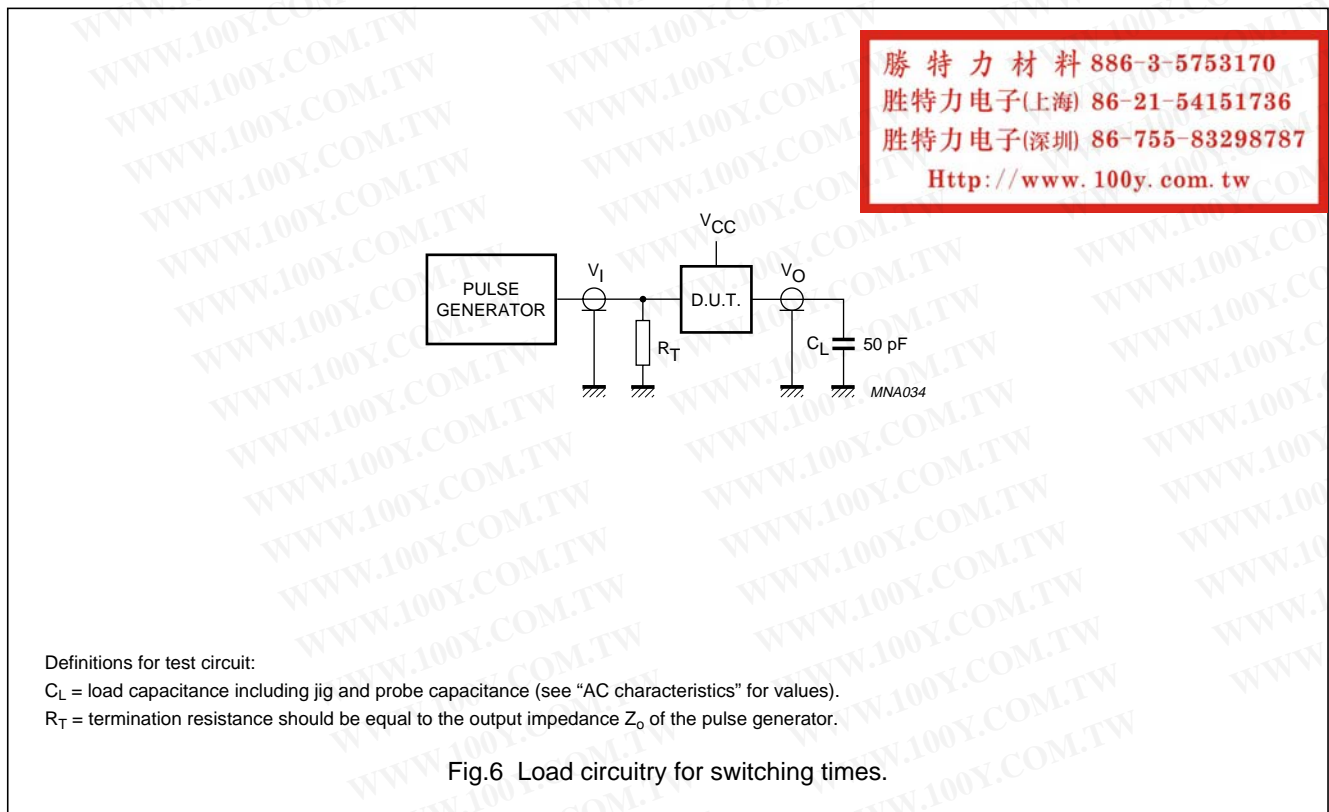 勝特力材料 886-3-5753170
胜特力电子(上海) 86-21-54151736
胜特力电子(深圳) 86-755-83298787
Http://www.100y.com.tw
VCC
PULSE GENERATOR
VI
D.U.T.
VO
RT
CL 50 pF
MNA034
Definitions for test circuit:
CL = load capacitance including jig and probe capacitance (see “AC characteristics” for values).
RT = termination resistance should be equal to the output impedance Zo of the pulse generator.
Fig.6 Load circuitry for switching times.
WWW.100Y.COM.TW